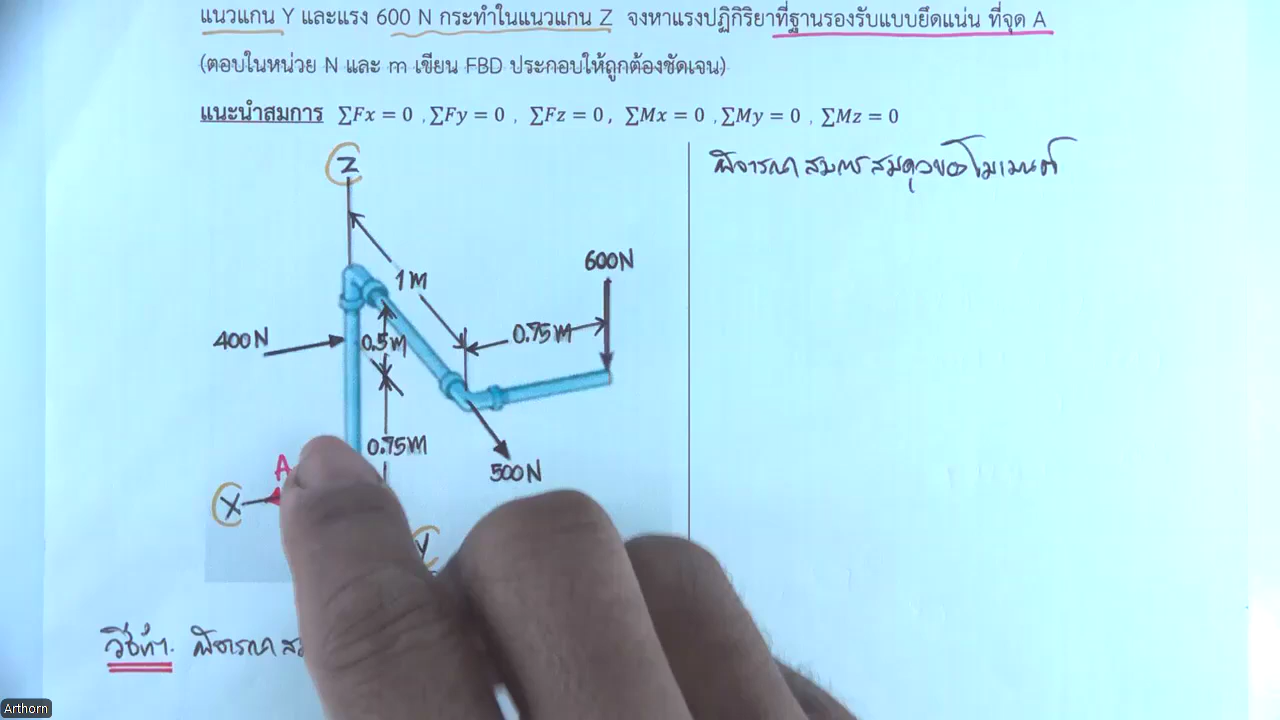 แนวแกน Y และแรง 600 N กระทำในแนวแกน Z จงหาแรงปฏิกิริยาที่ฐานรองรับแบบยึดแน่น ที่จุด A
(ตอบในหน่วย N และ m เขียน FBD ประกอบให้ถูกต้องชัดเจน)
แนะนำสมการ ∑Fx = 0 , ∑Fy = 0 , ∑Fz = 0, ∑Mx = 0 , ∑My = 0 , ∑Mz = 0
พิจารณาสมการสมดุลของโมเมนต์
Z
1M
600N
0.75M
400N
0.5M
0.75M
500N
A
X
Y
วิธีทำ. พิจารณา
Arthorn